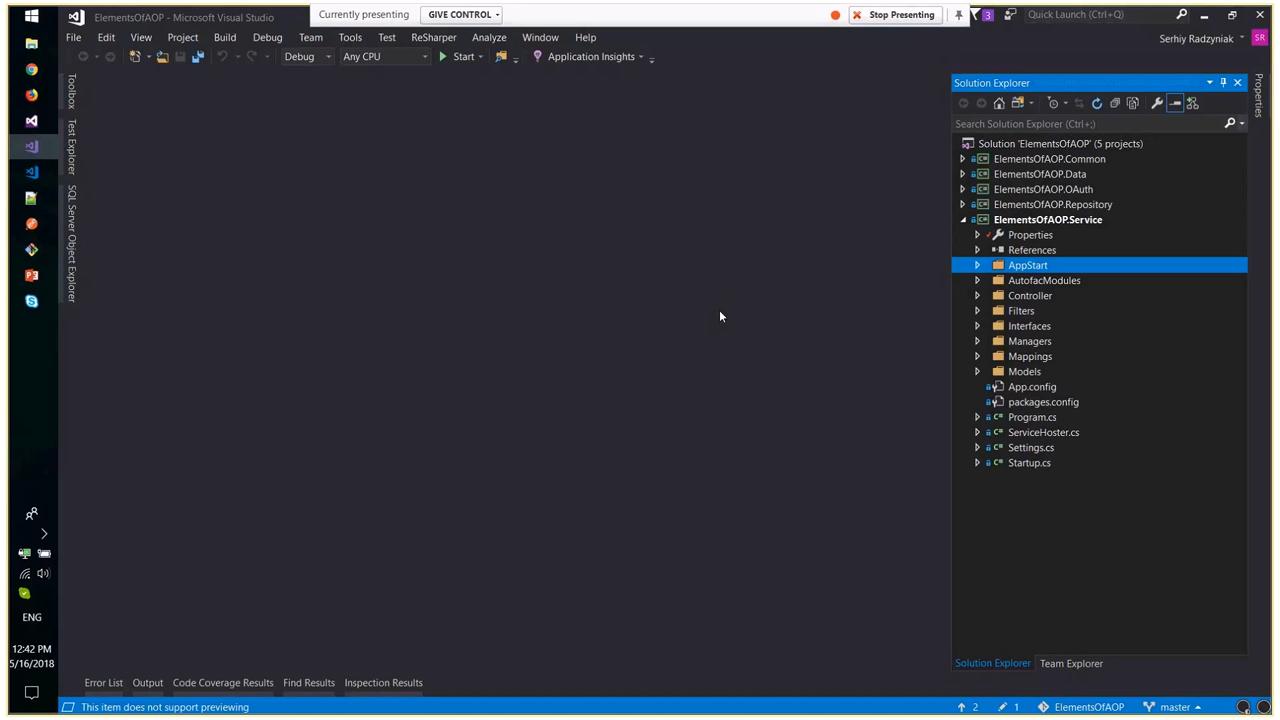 ElementsOfAOP - Microsoft Visual Studio
Currently presenting
GIVE CONTROL
Stop Presenting
3
Quick Launch (Ctrl+Q)
File Edit View Project Build Debug Team Tools Test ReSharper Analyze Window Help
Serhiy Radzyniak
SR
Debug
Any CPU
Start
Application Insights
Toolbox
Test Explorer
SQL Server Object Explorer
Solution Explorer
Properties
Search Solution Explorer (Ctrl+;)
Solution 'ElementsOfAOP' (5 projects)
ElementsOfAOP.Common
ElementsOfAOP.Data
ElementsOfAOP.OAuth
ElementsOfAOP.Repository
ElementsOfAOP.Service
Properties
References
AppStart
AutofacModules
Controller
Filters
Interfaces
Managers
Mappings
Models
App.config
packages.config
C# Program.cs
C# ServiceHoster.cs
C# Settings.cs
C# Startup.cs
ENG
12:42 PM
5/16/2018
Solution Explorer Team Explorer
Error List Output Code Coverage Results Find Results Inspection Results
This item does not support previewing
2
1
ElementsOfAOP
master